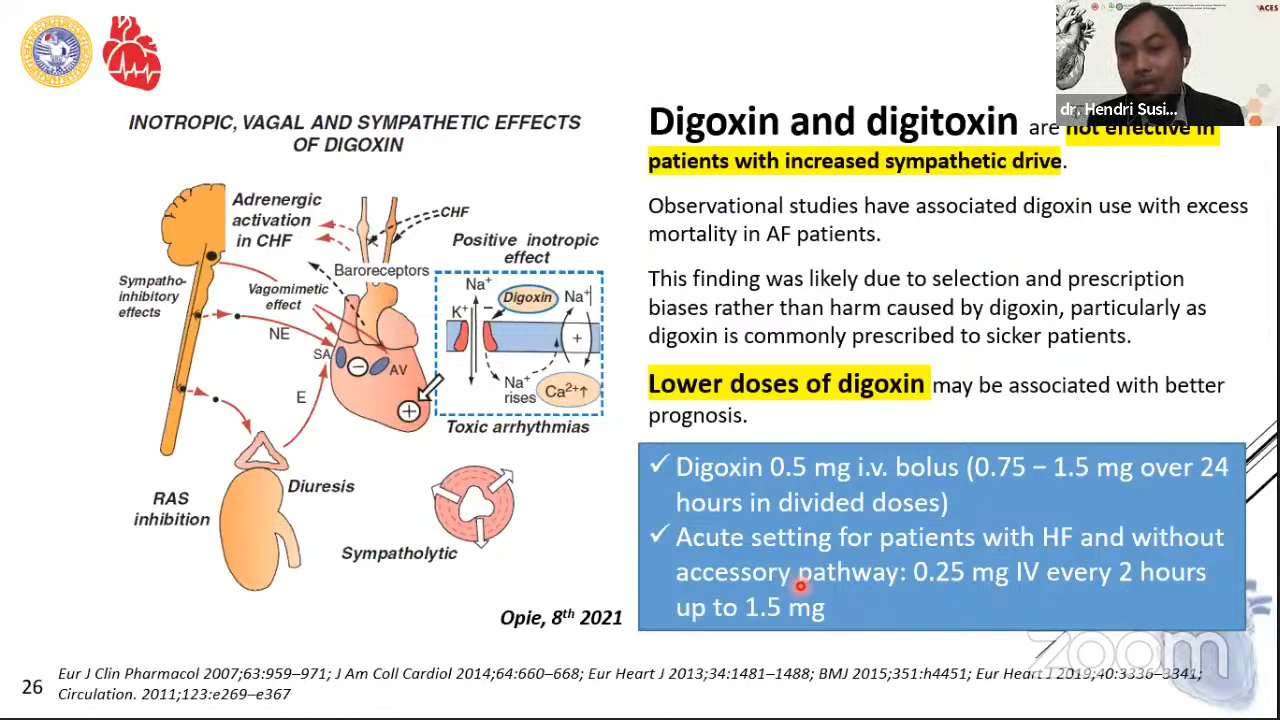 ACES
dr. Hendri Susi...
INOTROPIC, VAGAL AND SYMPATHETIC EFFECTS
OF DIGOXIN
Adrenergic
activation
in CHF
CHF
Baroreceptors
Positive inotropic
effect
Sympatho-
inhibitory
effects
Vagomimetic
effect
NE
SA
AV
E
Na+
K+
Digoxin
Na+
+
Na+
rises
Ca2+↑
−
+
Toxic arrhythmias
RAS
inhibition
Diuresis
Sympatholytic
Opie, 8th 2021
Digoxin and digitoxin are not effective in
patients with increased sympathetic drive.
Observational studies have associated digoxin use with excess
mortality in AF patients.
This finding was likely due to selection and prescription
biases rather than harm caused by digoxin, particularly as
digoxin is commonly prescribed to sicker patients.
Lower doses of digoxin may be associated with better
prognosis.
✓ Digoxin 0.5 mg i.v. bolus (0.75 – 1.5 mg over 24
hours in divided doses)
✓ Acute setting for patients with HF and without
accessory pathway: 0.25 mg IV every 2 hours
up to 1.5 mg
zoom
26
Eur J Clin Pharmacol 2007;63:959–971; J Am Coll Cardiol 2014;64:660–668; Eur Heart J 2013;34:1481–1488; BMJ 2015;351:h4451; Eur Heart J 2019;40:3336–3341;
Circulation. 2011;123:e269–e367